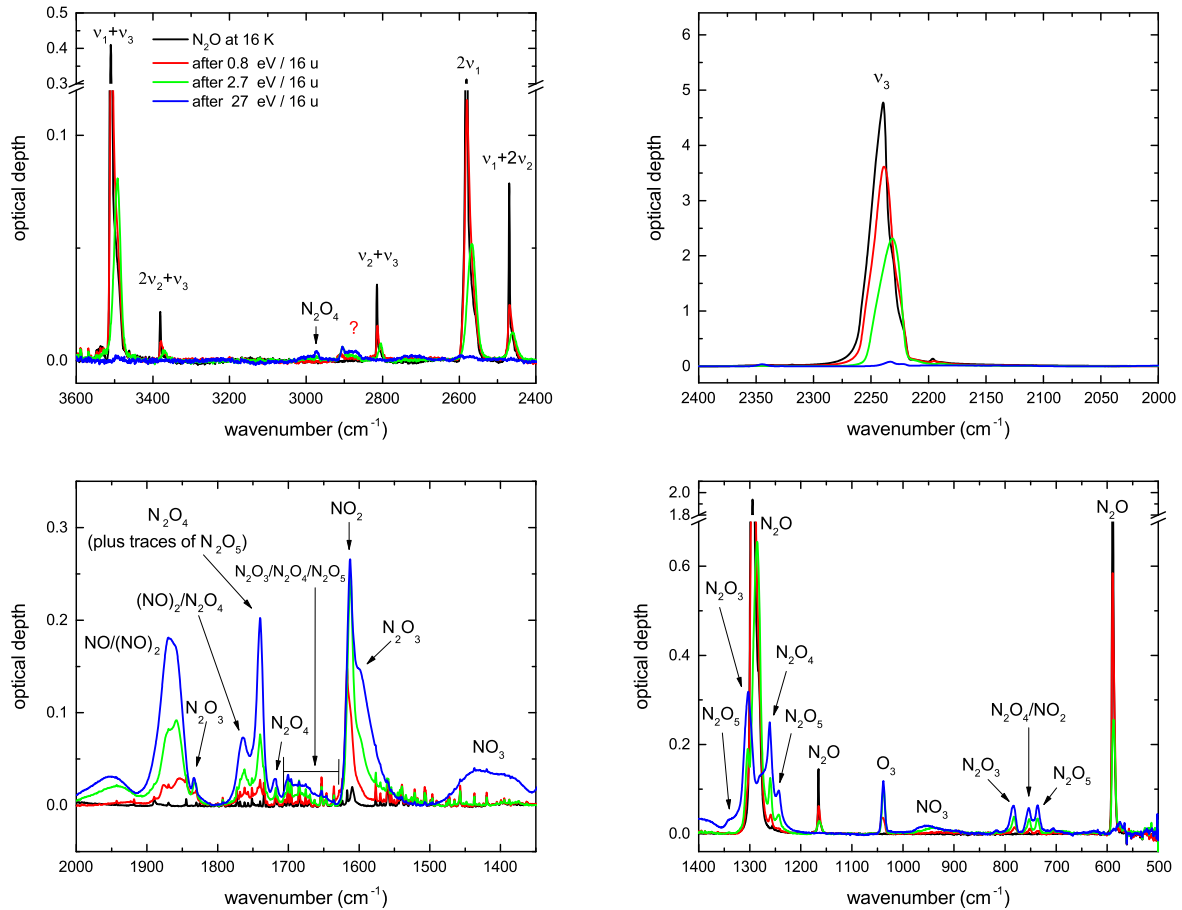 0.5
0.4
0.3
0.1
0.0
ν₁+ν₃
N₂O at 16 K
after 0.8 eV / 16 u
after 2.7 eV / 16 u
after 27 eV / 16 u
2ν₁
ν₁+2ν₂
2ν₂+ν₃
ν₂+ν₃
N₂O₄
?
optical depth
3600 3400 3200 3000 2800 2600 2400
wavenumber (cm⁻¹)
6
5
4
3
2
1
0
ν₃
optical depth
2400 2350 2300 2250 2200 2150 2100 2050 2000
wavenumber (cm⁻¹)
0.3
0.2
0.1
0.0
N₂O₄
(plus traces of N₂O₅)
NO₂
N₂O₃/N₂O₄/N₂O₅
(NO)₂/N₂O₄
NO/(NO)₂
N₂O₃
N₂O₃
N₂O₄
NO₃
optical depth
2000 1900 1800 1700 1600 1500 1400
wavenumber (cm⁻¹)
2.0
1.8
0.6
0.4
0.2
0.0
N₂O
N₂O
N₂O₃
N₂O₄
N₂O₅
N₂O₅
N₂O
O₃
NO₃
N₂O₄/NO₂
N₂O₃
N₂O₅
optical depth
1400 1300 1200 1100 1000 900 800 700 600 500
wavenumber (cm⁻¹)